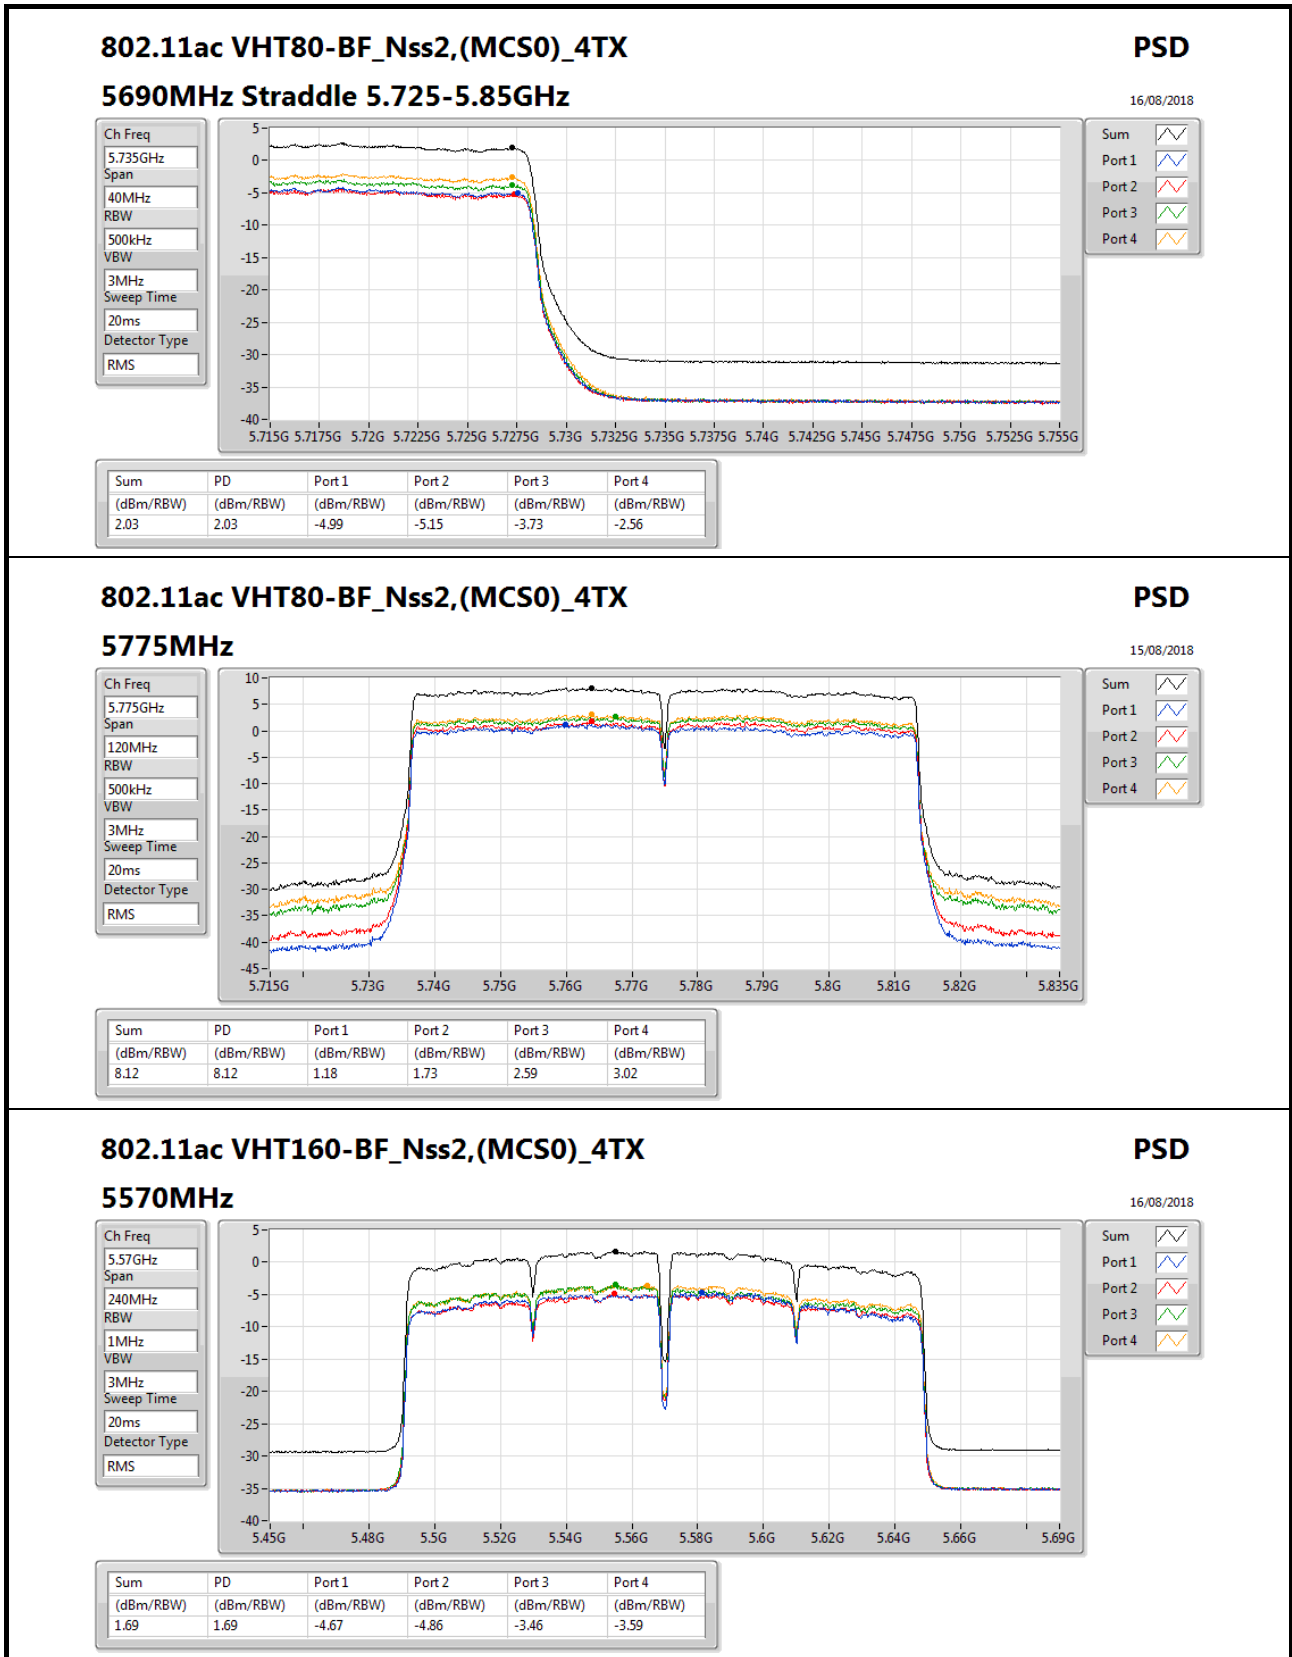 802.11ac VHT80-BF_Nss2,(MCS0)_4TX PSD
5690MHz Straddle 5.725-5.85GHz 16/08/2018
Ch Freq
5.735GHz
Span
40MHz
RBW
500kHz
VBW
3MHz
Sweep Time
20ms
Detector Type
RMS
5
0
-5
-10
-15
-20
-25
-30
-35
-40
5.715G 5.7175G 5.72G 5.7225G 5.725G 5.7275G 5.73G 5.7325G 5.735G 5.7375G 5.74G 5.7425G 5.745G 5.7475G 5.75G 5.7525G 5.755G
Sum
Port 1
Port 2
Port 3
Port 4
Sum PD Port 1 Port 2 Port 3 Port 4
(dBm/RBW) (dBm/RBW) (dBm/RBW) (dBm/RBW) (dBm/RBW) (dBm/RBW)
2.03 2.03 -4.99 -5.15 -3.73 -2.56
802.11ac VHT80-BF_Nss2,(MCS0)_4TX PSD
5775MHz 15/08/2018
Ch Freq
5.775GHz
Span
120MHz
RBW
500kHz
VBW
3MHz
Sweep Time
20ms
Detector Type
RMS
10
5
0
-5
-10
-15
-20
-25
-30
-35
-40
-45
5.715G 5.73G 5.74G 5.75G 5.76G 5.77G 5.78G 5.79G 5.8G 5.81G 5.82G 5.835G
Sum
Port 1
Port 2
Port 3
Port 4
Sum PD Port 1 Port 2 Port 3 Port 4
(dBm/RBW) (dBm/RBW) (dBm/RBW) (dBm/RBW) (dBm/RBW) (dBm/RBW)
8.12 8.12 1.18 1.73 2.59 3.02
802.11ac VHT160-BF_Nss2,(MCS0)_4TX PSD
5570MHz 16/08/2018
Ch Freq
5.57GHz
Span
240MHz
RBW
1MHz
VBW
3MHz
Sweep Time
20ms
Detector Type
RMS
5
0
-5
-10
-15
-20
-25
-30
-35
-40
5.45G 5.48G 5.5G 5.52G 5.54G 5.56G 5.58G 5.6G 5.62G 5.64G 5.66G 5.69G
Sum
Port 1
Port 2
Port 3
Port 4
Sum PD Port 1 Port 2 Port 3 Port 4
(dBm/RBW) (dBm/RBW) (dBm/RBW) (dBm/RBW) (dBm/RBW) (dBm/RBW)
1.69 1.69 -4.67 -4.86 -3.46 -3.59